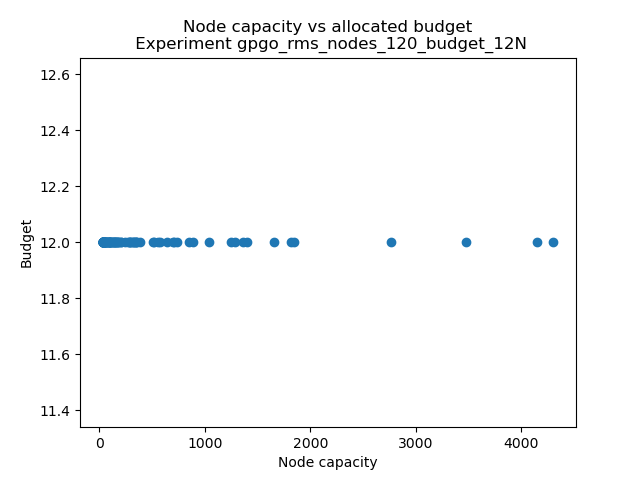 Node capacity vs allocated budget
Experiment gpgo_rms_nodes_120_budget_12N
12.6
12.4
12.2
12.0
11.8
11.6
11.4
Budget
0 1000 2000 3000 4000
Node capacity